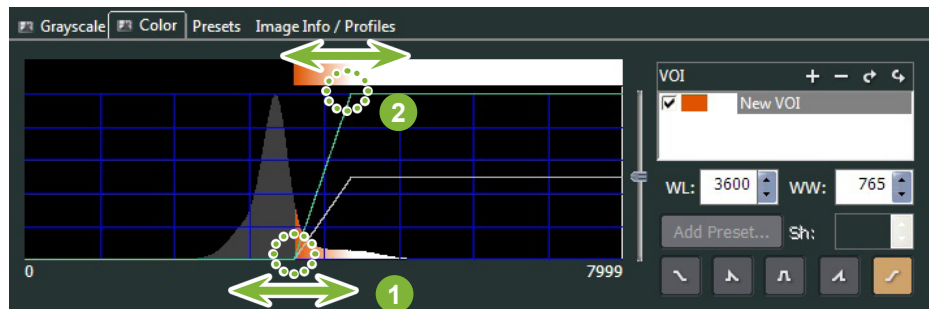 Grayscale Color Presets Image Info / Profiles
VOI + −
New VOI
2
WL: 3600 WW: 765
Add Preset... Sh:
0 7999
1